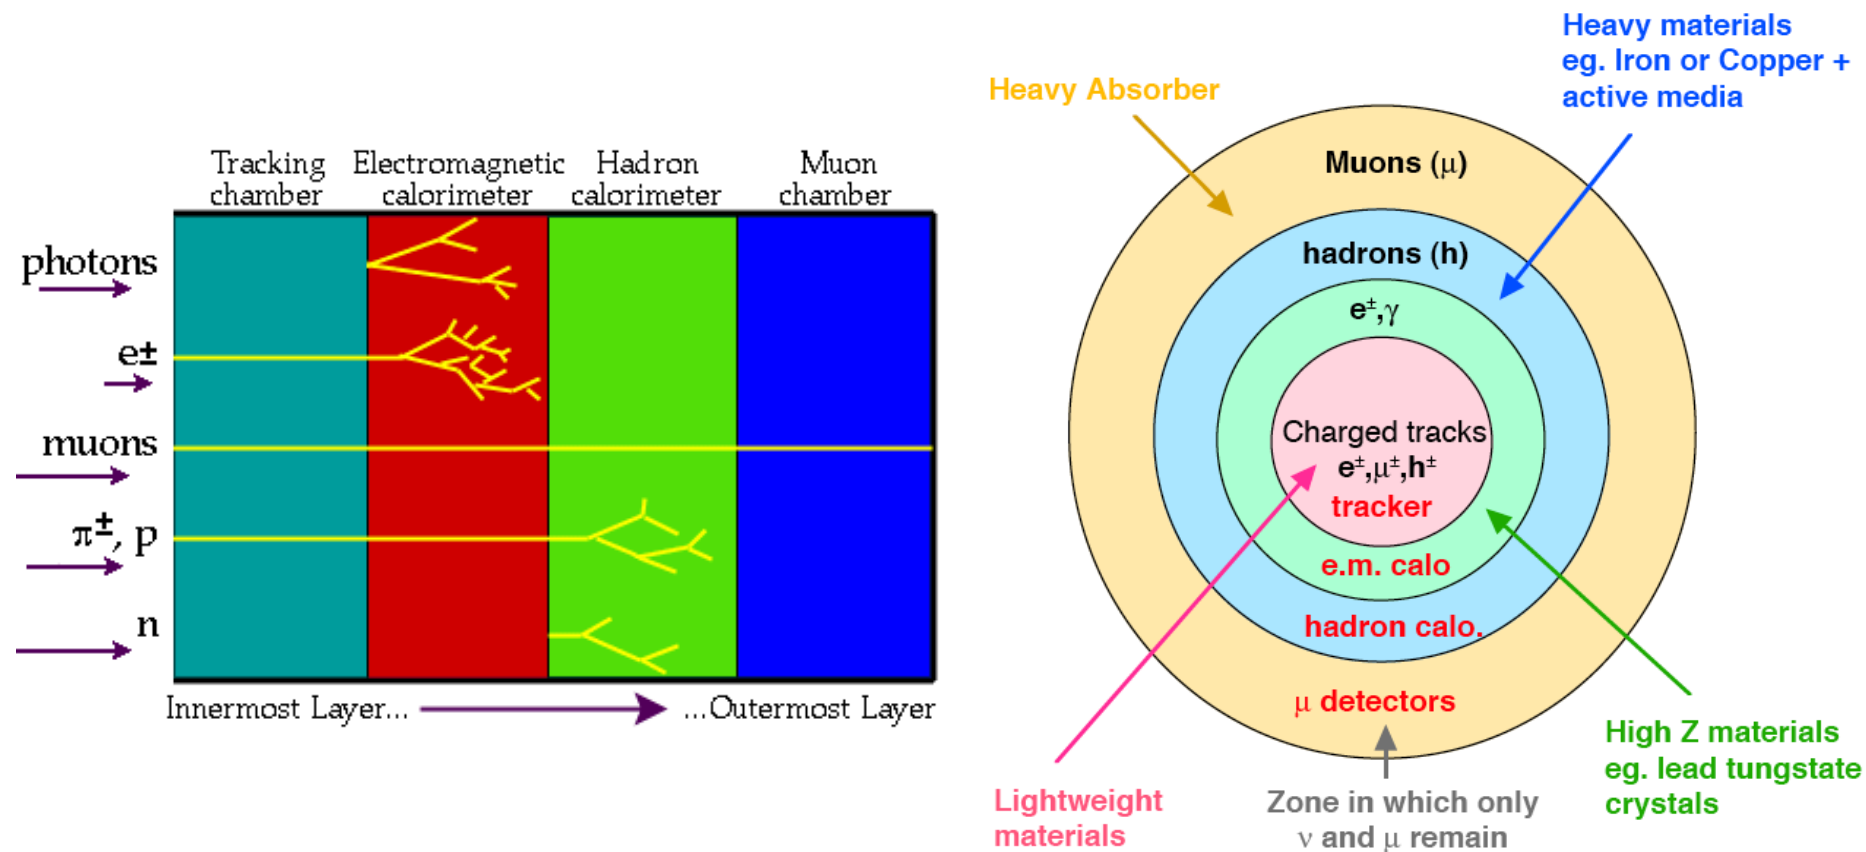 Tracking
chamber
Electromagnetic
calorimeter
Hadron
calorimeter
Muon
chamber
photons
e±
muons
π±, p
n
Innermost Layer...
...Outermost Layer
Heavy Absorber
Heavy materials
eg. Iron or Copper +
active media
Muons (μ)
hadrons (h)
e±,γ
Charged tracks
e±,μ±,h±
tracker
e.m. calo
hadron calo.
μ detectors
Lightweight
materials
Zone in which only
ν and μ remain
High Z materials
eg. lead tungstate
crystals